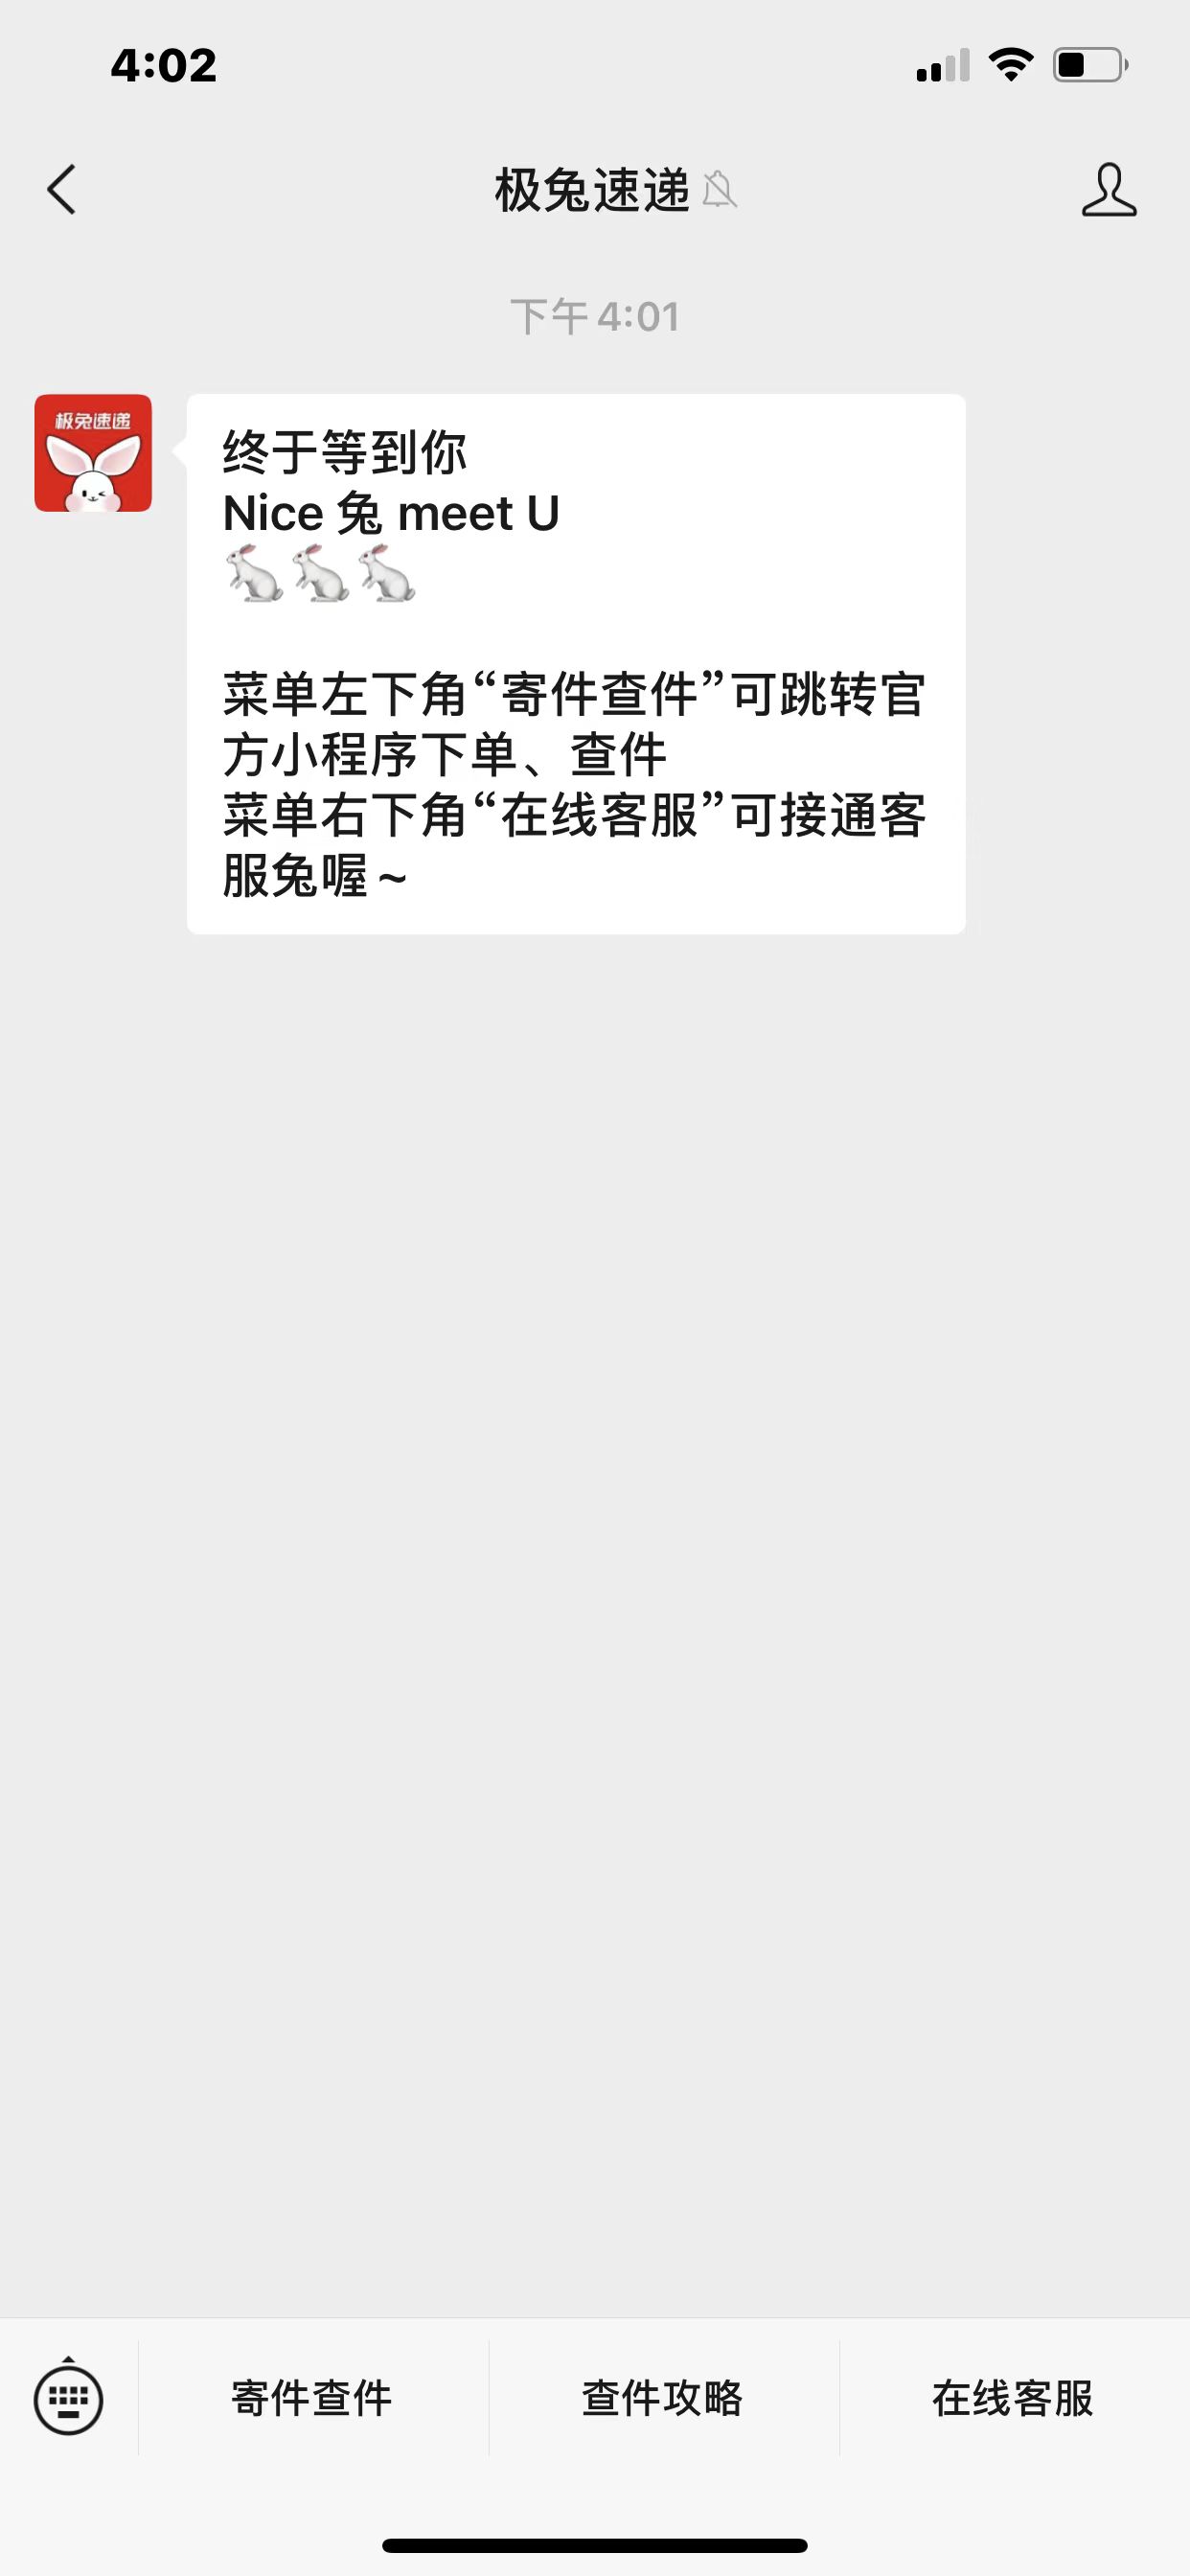 4:02
极兔速递
下午4:01
极兔速递
终于等到你
Nice 兔 meet U
🐇🐇🐇
菜单左下角“寄件查件”可跳转官
方小程序下单、查件
菜单右下角“在线客服”可接通客
服兔喔~
寄件查件
查件攻略
在线客服